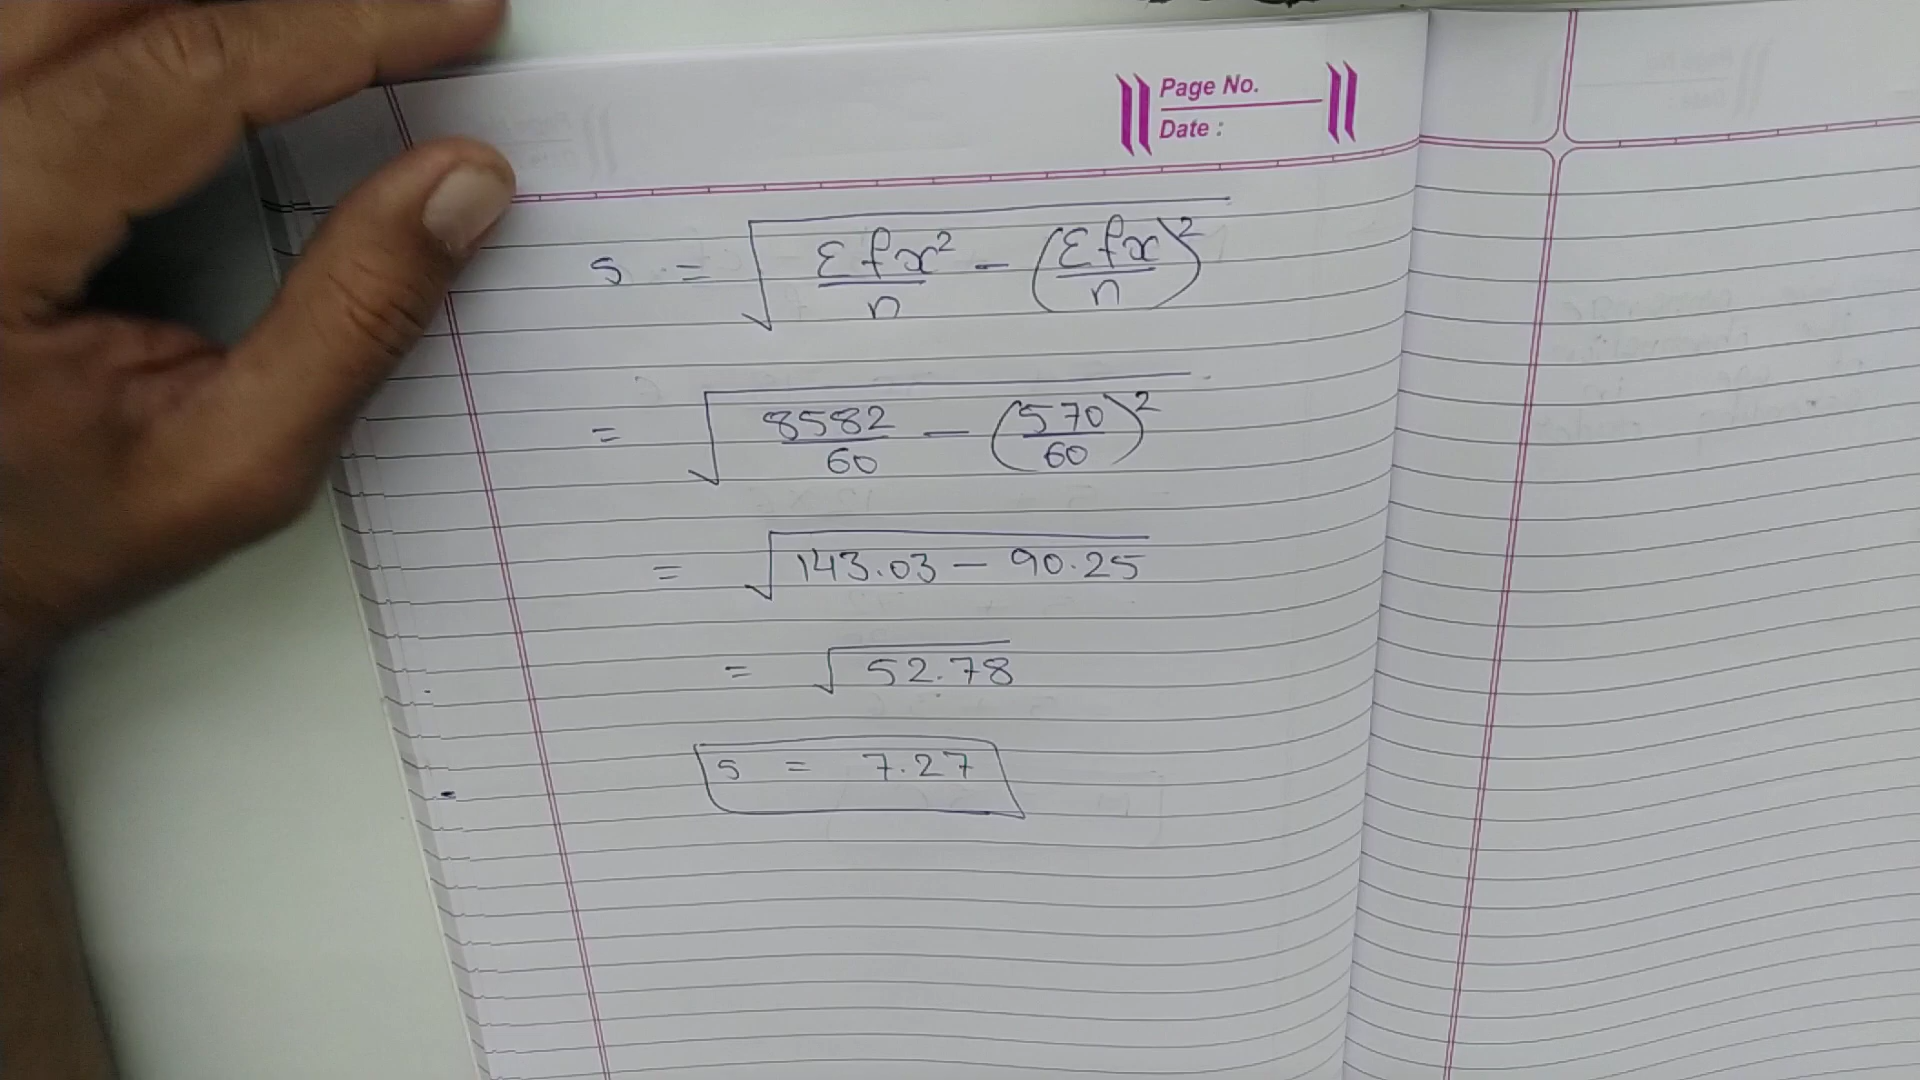 Page No.
Date :
s = √(Σfx²/n - (Σfx/n)²)
= √(8582/60 - (570/60)²)
= √143.03 - 90.25
= √52.78
s = 7.27